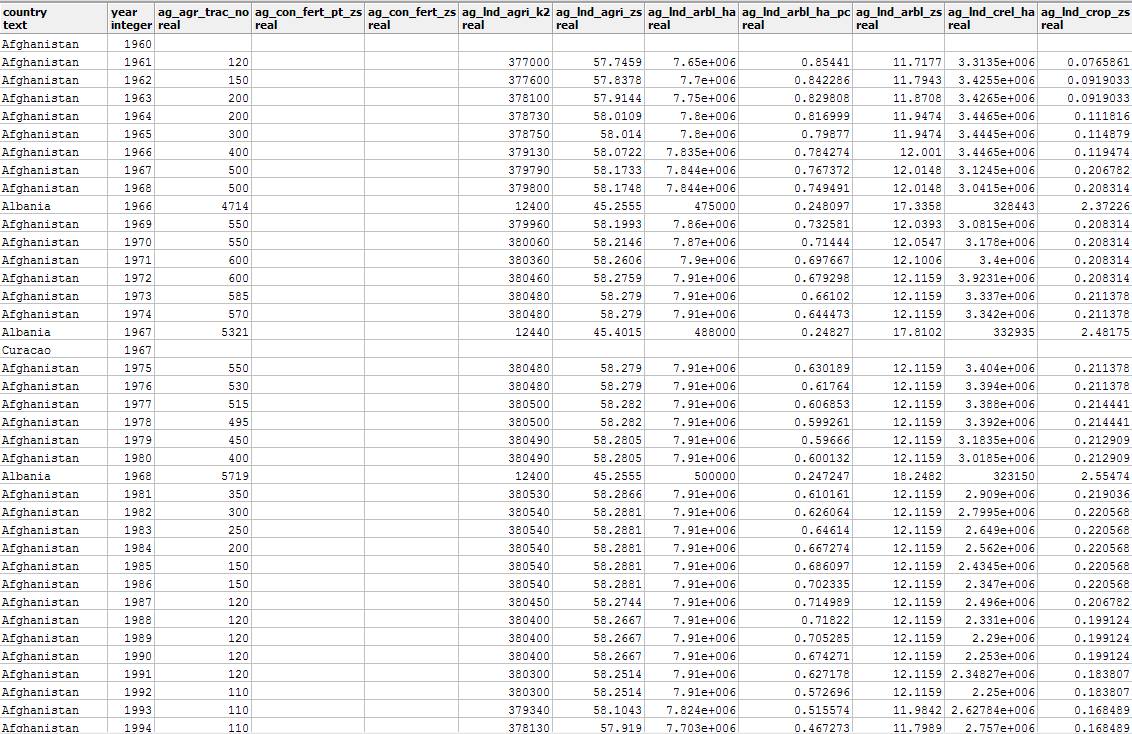 country year ag_agr_trac_no ag_con_fert_pt_zs ag_con_fert_zs ag_lnd_agri_k2 ag_lnd_agri_zs ag_lnd_arbl_ha ag_lnd_arbl_ha_pc ag_lnd_arbl_zs ag_lnd_crel_ha ag_lnd_crop_zs
text integer real real real real real real real real real real
Afghanistan 1960
Afghanistan 1961 120 377000 57.7459 7.65e+006 0.85441 11.7177 3.3135e+006 0.0765861
Afghanistan 1962 150 377600 57.8378 7.7e+006 0.842286 11.7943 3.4255e+006 0.0919033
Afghanistan 1963 200 378100 57.9144 7.75e+006 0.829808 11.8708 3.4265e+006 0.0919033
Afghanistan 1964 200 378730 58.0109 7.8e+006 0.816999 11.9474 3.4465e+006 0.111816
Afghanistan 1965 300 378750 58.014 7.8e+006 0.79877 11.9474 3.4445e+006 0.114879
Afghanistan 1966 400 379130 58.0722 7.835e+006 0.784274 12.001 3.4465e+006 0.119474
Afghanistan 1967 500 379790 58.1733 7.844e+006 0.767372 12.0148 3.1245e+006 0.206782
Afghanistan 1968 500 379800 58.1748 7.844e+006 0.749491 12.0148 3.0415e+006 0.208314
Albania 1966 4714 12400 45.2555 475000 0.248097 17.3358 328443 2.37226
Afghanistan 1969 550 379960 58.1993 7.86e+006 0.732581 12.0393 3.0815e+006 0.208314
Afghanistan 1970 550 380060 58.2146 7.87e+006 0.71444 12.0547 3.178e+006 0.208314
Afghanistan 1971 600 380360 58.2606 7.9e+006 0.697667 12.1006 3.4e+006 0.208314
Afghanistan 1972 600 380460 58.2759 7.91e+006 0.679298 12.1159 3.9231e+006 0.208314
Afghanistan 1973 585 380480 58.279 7.91e+006 0.66102 12.1159 3.337e+006 0.211378
Afghanistan 1974 570 380480 58.279 7.91e+006 0.644473 12.1159 3.342e+006 0.211378
Albania 1967 5321 12440 45.4015 488000 0.24827 17.8102 332935 2.48175
Curacao 1967
Afghanistan 1975 550 380480 58.279 7.91e+006 0.630189 12.1159 3.404e+006 0.211378
Afghanistan 1976 530 380480 58.279 7.91e+006 0.61764 12.1159 3.394e+006 0.211378
Afghanistan 1977 515 380500 58.282 7.91e+006 0.606853 12.1159 3.388e+006 0.214441
Afghanistan 1978 495 380500 58.282 7.91e+006 0.599261 12.1159 3.392e+006 0.214441
Afghanistan 1979 450 380490 58.2805 7.91e+006 0.59666 12.1159 3.1835e+006 0.212909
Afghanistan 1980 400 380490 58.2805 7.91e+006 0.600132 12.1159 3.0185e+006 0.212909
Albania 1968 5719 12400 45.2555 500000 0.247247 18.2482 323150 2.55474
Afghanistan 1981 350 380530 58.2866 7.91e+006 0.610161 12.1159 2.909e+006 0.219036
Afghanistan 1982 300 380540 58.2881 7.91e+006 0.626064 12.1159 2.7995e+006 0.220568
Afghanistan 1983 250 380540 58.2881 7.91e+006 0.64614 12.1159 2.649e+006 0.220568
Afghanistan 1984 200 380540 58.2881 7.91e+006 0.667274 12.1159 2.562e+006 0.220568
Afghanistan 1985 150 380540 58.2881 7.91e+006 0.686097 12.1159 2.4345e+006 0.220568
Afghanistan 1986 150 380540 58.2881 7.91e+006 0.702335 12.1159 2.347e+006 0.220568
Afghanistan 1987 120 380450 58.2744 7.91e+006 0.714989 12.1159 2.496e+006 0.206782
Afghanistan 1988 120 380400 58.2667 7.91e+006 0.71822 12.1159 2.331e+006 0.199124
Afghanistan 1989 120 380400 58.2667 7.91e+006 0.705285 12.1159 2.29e+006 0.199124
Afghanistan 1990 120 380400 58.2667 7.91e+006 0.674271 12.1159 2.253e+006 0.199124
Afghanistan 1991 120 380300 58.2514 7.91e+006 0.627178 12.1159 2.34827e+006 0.183807
Afghanistan 1992 110 380300 58.2514 7.91e+006 0.572696 12.1159 2.25e+006 0.183807
Afghanistan 1993 110 379340 58.1043 7.824e+006 0.515574 11.9842 2.62784e+006 0.168489
Afghanistan 1994 110 378130 57.919 7.703e+006 0.467273 11.7989 2.757e+006 0.168489